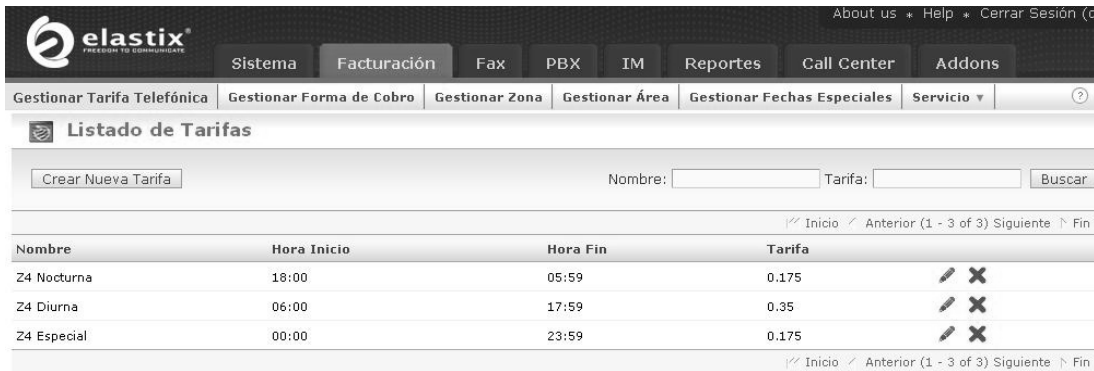 About us * Help * Cerrar Sesión (
elastix
FREEDOM TO COMMUNICATE
Sistema Facturación Fax PBX IM Reportes Call Center Addons
Gestionar Tarifa Telefónica Gestionar Forma de Cobro Gestionar Zona Gestionar Área Gestionar Fechas Especiales Servicio ?
Listado de Tarifas
Crear Nueva Tarifa Nombre: Tarifa: Buscar
Inicio Anterior (1 - 3 of 3) Siguiente Fin
Nombre Hora Inicio Hora Fin Tarifa
Z4 Nocturna 18:00 05:59 0.175
Z4 Diurna 06:00 17:59 0.35
Z4 Especial 00:00 23:59 0.175
Inicio Anterior (1 - 3 of 3) Siguiente Fin